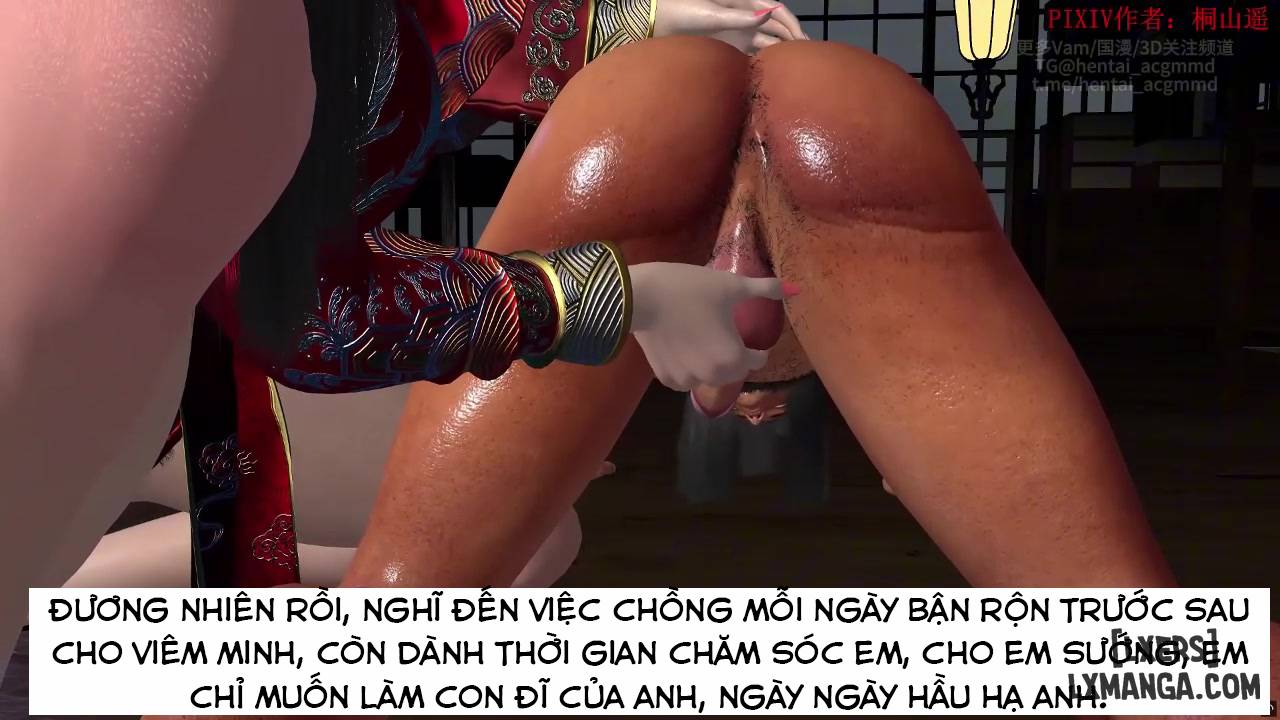 PIXIV作者：桐山遥
更多Vam/国漫/3D关注频道
TG@hentai_acgmmd
t.me/hentai_acgmmd
ĐƯƠNG NHIÊN RỒI, NGHĨ ĐẾN VIỆC CHỒNG MỖI NGÀY BẬN RỘN TRƯỚC SAU
CHO VIÊM MINH, CÒN DÀNH THỜI GIAN CHĂM SÓC EM, CHO EM SƯỚNG, EM
CHỈ MUỐN LÀM CON ĐĨ CỦA ANH, NGÀY NGÀY HẦU HẠ ANH.
[LXERS]
LXMANGA.COM